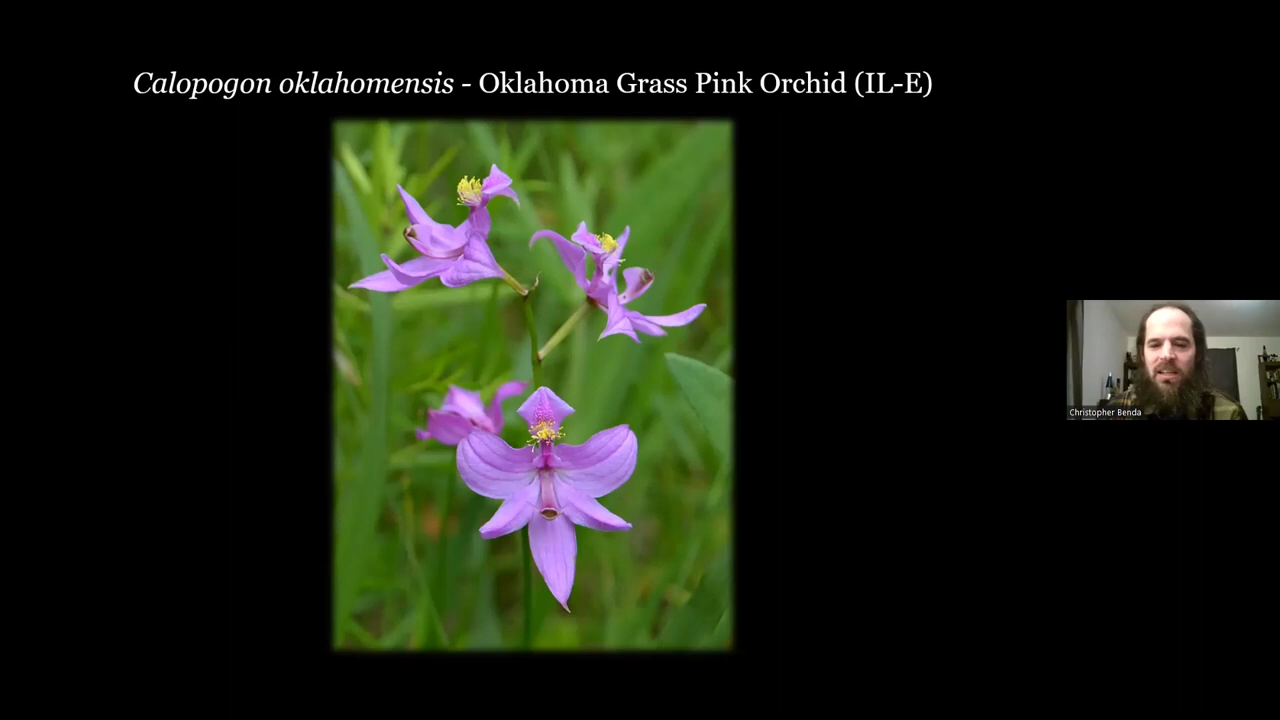 Calopogon oklahomensis - Oklahoma Grass Pink Orchid (IL-E)
Christopher Benda